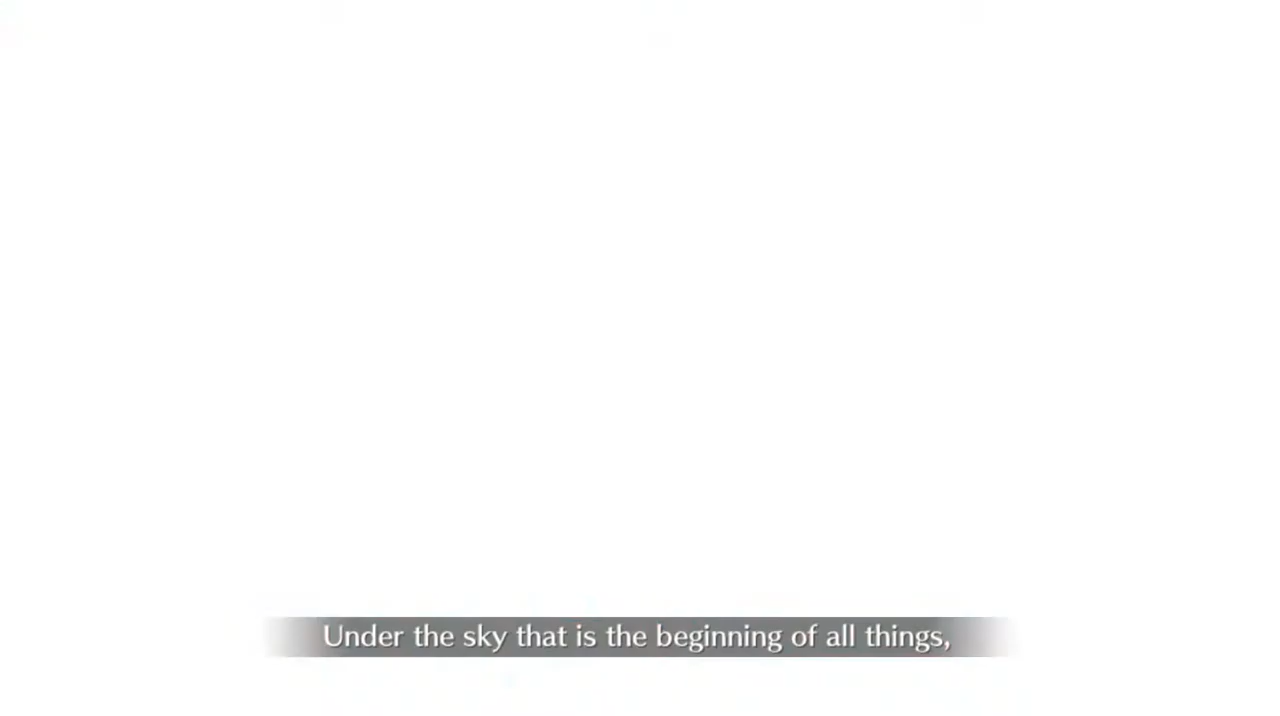 Under the sky that is the beginning of all things,